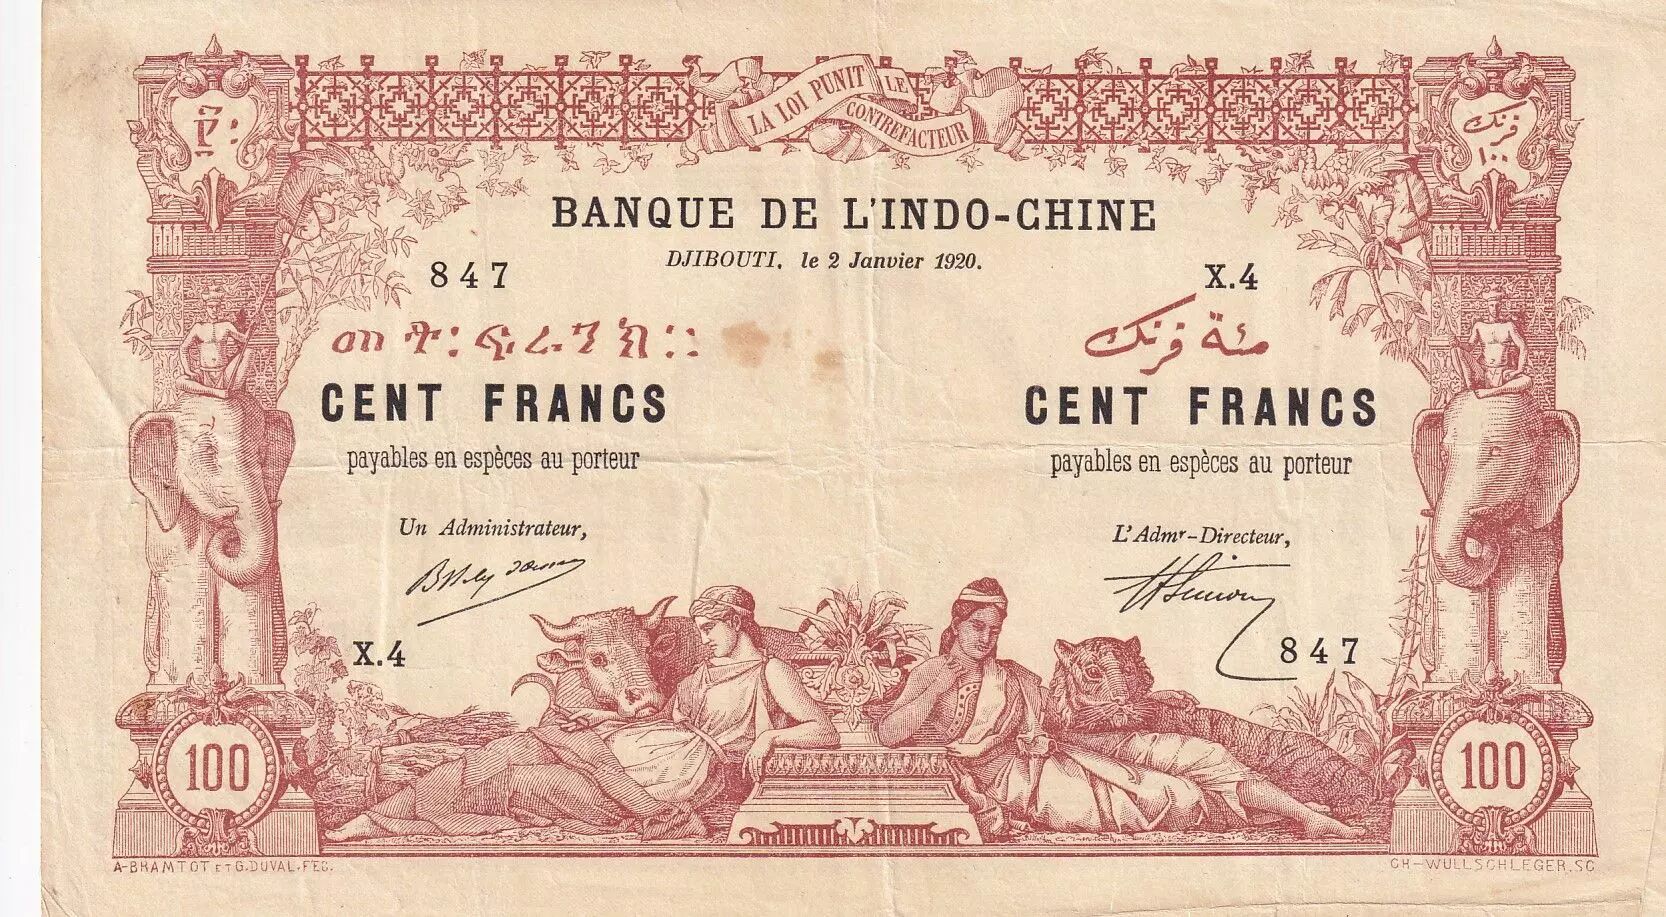 LA LOI PUNIT LE
CONTREFACTEUR
፻፡
فرنك
١٠٠
BANQUE DE L'INDO-CHINE
DJIBOUTI, le 2 Janvier 1920.
847
X.4
መቶ፡ፍራንክ፡፡
مئة فرنك
CENT FRANCS
CENT FRANCS
payables en espèces au porteur
payables en espèces au porteur
Un Administrateur,
L'Admr-Directeur,
X.4
847
100
100
A-BRAMTOT ET G.DUVAL.FEC.
CH-WULLSCHLEGER.SC